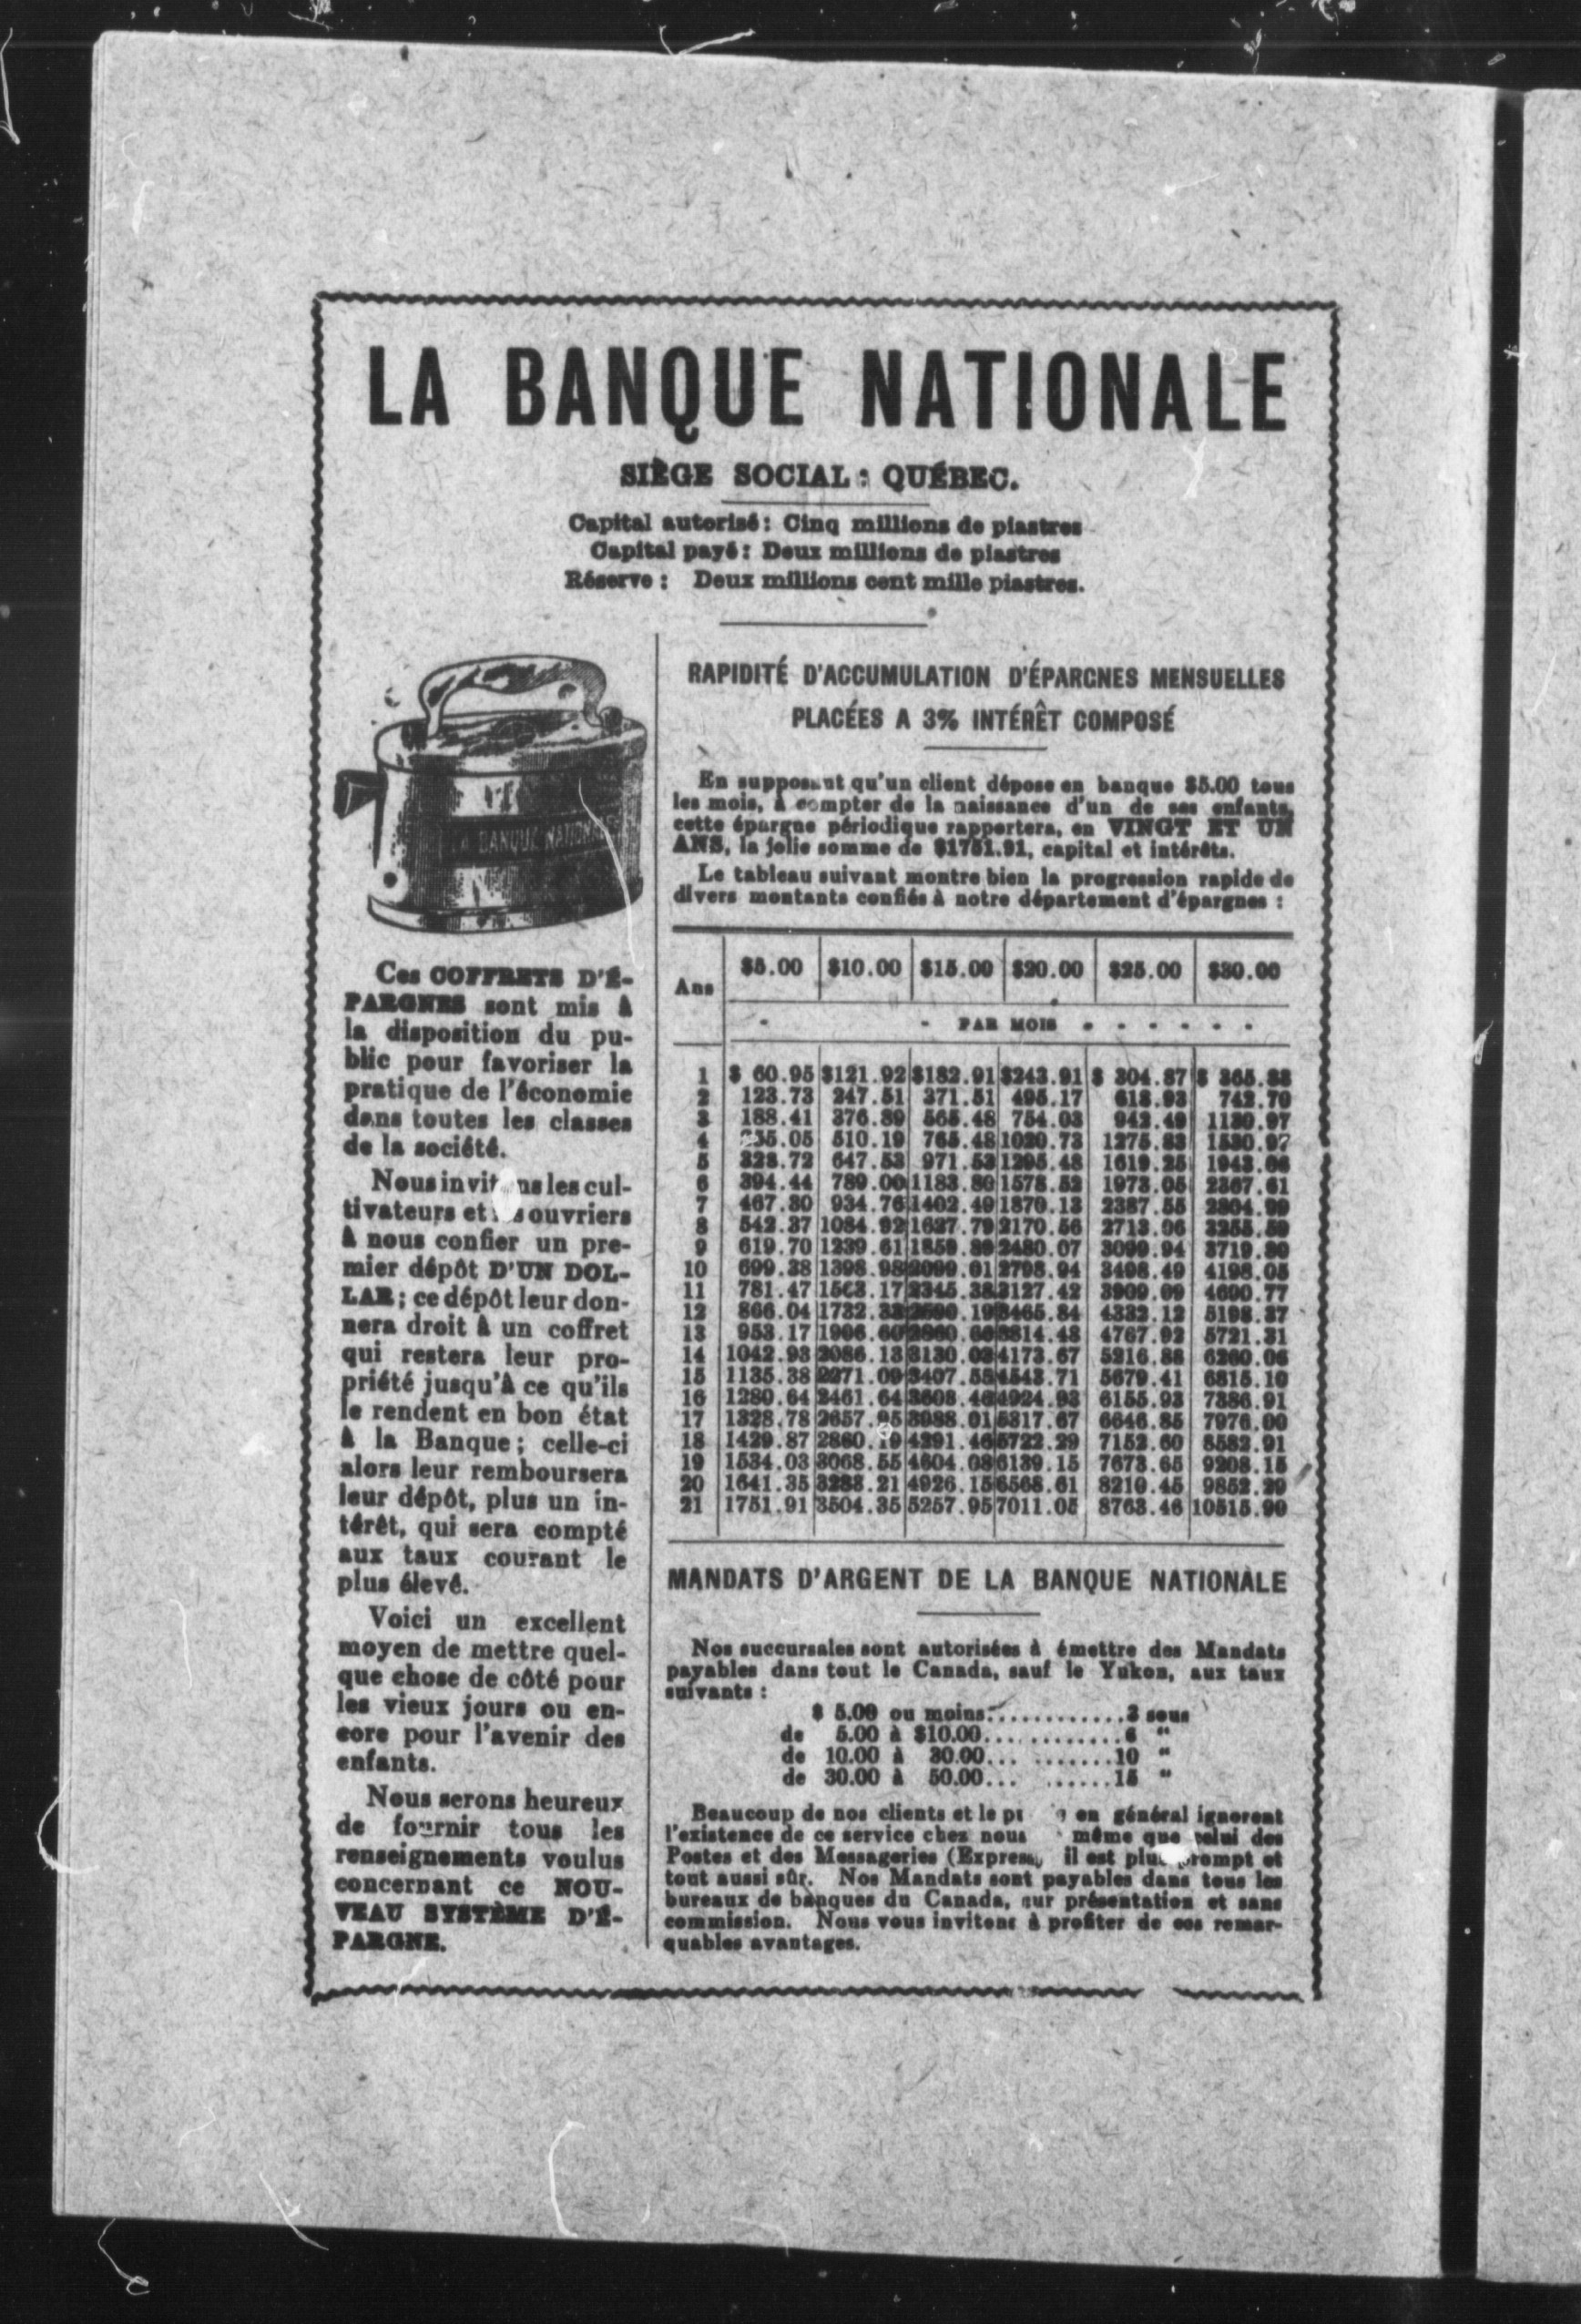 LA BANQUE NATIONALE
SIÈGE SOCIAL : QUÉBEC.
Capital autorisé : Cinq millions de piastres
Capital payé : Deux millions de piastres
Réserve : Deux millions cent mille piastres.
LA BANQUE NATIONALE
Ces COFFRETS D'É-
PARGNES sont mis à
la disposition du pu-
blic pour favoriser la
pratique de l'économie
dans toutes les classes
de la société.
Nous les cul-
tivateurs et ouvriers
à nous confier un pre-
mier dépôt D'UN DOL-
LAR ; ce dépôt leur don-
nera droit à un coffret
qui restera leur pro-
priété jusqu'à ce qu'ils
le rendent en bon état
à la Banque ; celle-ci
alors leur remboursera
leur dépôt, plus un in-
térêt, qui sera compté
aux taux courant le
plus élevé.
Voici un excellent
moyen de mettre quel-
que chose de côté pour
les vieux jours ou en-
core pour l'avenir des
enfants.
Nous serons heureux
de fournir tous les
renseignements voulus
concernant ce NOU-
VEAU SYSTÈME D'É-
PARGNE.
RAPIDITÉ D'ACCUMULATION D'ÉPARGNES MENSUELLES
PLACÉES A 3% INTÉRÊT COMPOSÉ
En supposant qu'un client dépose en banque $5.00 tous
les mois, à compter de la naissance d'un de ses enfants,
cette épargne périodique rapportera, en VINGT ET UN
ANS, la jolie somme de $1751.91, capital et intérêts.
Le tableau suivant montre bien la progression rapide de
divers montants confiés à notre département d'épargnes :
Ans $5.00 $10.00 $15.00 $20.00 $25.00 $30.00
PAR MOIS
1 $ 60.95 $121.92 $182.91 $243.91 $ 304.87 $ 365.88
2 123.73 247.51 371.51 495.17 618.93 742.70
3 188.41 376.89 565.48 754.03 942.49 1130.97
4 510.19 765.48 1020.73 1275.83 1530.97
5 328.72 647.53 971.53 1295.48 1619.25 1943.06
6 394.44 789.00 1183.80 1578.52 1973.05 2367.61
7 467.30 934.76 1402.49 1870.13 2387.55 2804.99
8 542.37 1084.92 1627.79 2170.56 2713.06 3255.59
9 619.70 1239.61 1859.89 2480.07 3099.94 3719.80
10 699.38 1398.98 2099.01 2798.94 3498.49 4198.05
11 781.47 1563.17 2345.38 3127.42 3909.09 4690.77
12 866.04 1732.33 3465.84 4332.12 5198.37
13 953.17 1906.60 2860.60 3814.48 4767.92 5721.31
14 1042.93 2086.13 3130.03 4173.67 5216.88 6260.06
15 1135.38 2271.09 3407.55 4543.71 5679.41 6815.10
16 1280.64 2461.64 4924.93 6155.93 7386.91
17 1328.78 2657.95 3988.01 5317.67 6646.85 7976.00
18 1429.87 2860.19 4291.46 5722.29 7152.60 8582.91
19 1534.03 3068.55 4604.08 6139.15 7673.65 9208.15
20 1641.35 3283.21 4926.15 6568.61 8210.45 9852.29
21 1751.91 3504.35 5257.95 7011.05 8763.46 10515.90
MANDATS D'ARGENT DE LA BANQUE NATIONALE
Nos succursales sont autorisées à émettre des Mandats
payables dans tout le Canada, sauf le Yukon, aux taux
suivants :
$ 5.00 ou moins............3 sous
de 5.00 à $10.00............6 "
de 10.00 à 30.00... .......10 "
de 30.00 à 50.00... ......15 "
Beaucoup de nos clients et le en général ignorent
l'existence de ce service chez nous même que celui des
Postes et des Messageries (Express) il est plus prompt et
tout aussi sûr. Nos Mandats sont payables dans tous les
bureaux de banques du Canada, sur présentation et sans
commission. Nous vous invitons à profiter de ces remar-
quables avantages.